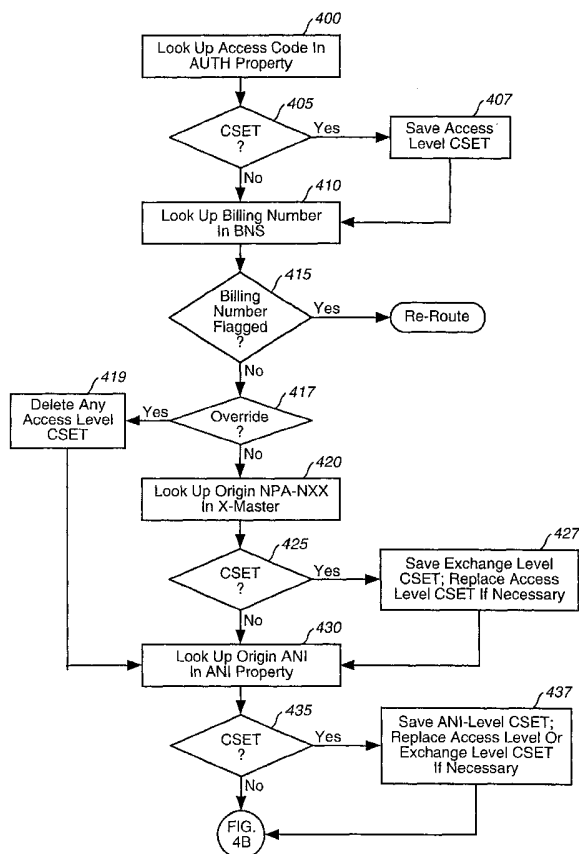 400
Look Up Access Code In
AUTH Property
405
CSET
?
Yes
No
407
Save Access
Level CSET
410
Look Up Billing Number
In BNS
415
Billing
Number
Flagged
?
Yes
Re-Route
No
417
Override
?
Yes
419
Delete Any
Access Level
CSET
No
420
Look Up Origin NPA-NXX
In X-Master
425
CSET
?
Yes
427
Save Exchange Level
CSET; Replace Access
Level CSET If Necessary
No
430
Look Up Origin ANI
In ANI Property
435
CSET
?
Yes
437
Save ANI-Level CSET;
Replace Access Level Or
Exchange Level CSET
If Necessary
No
FIG.
4B